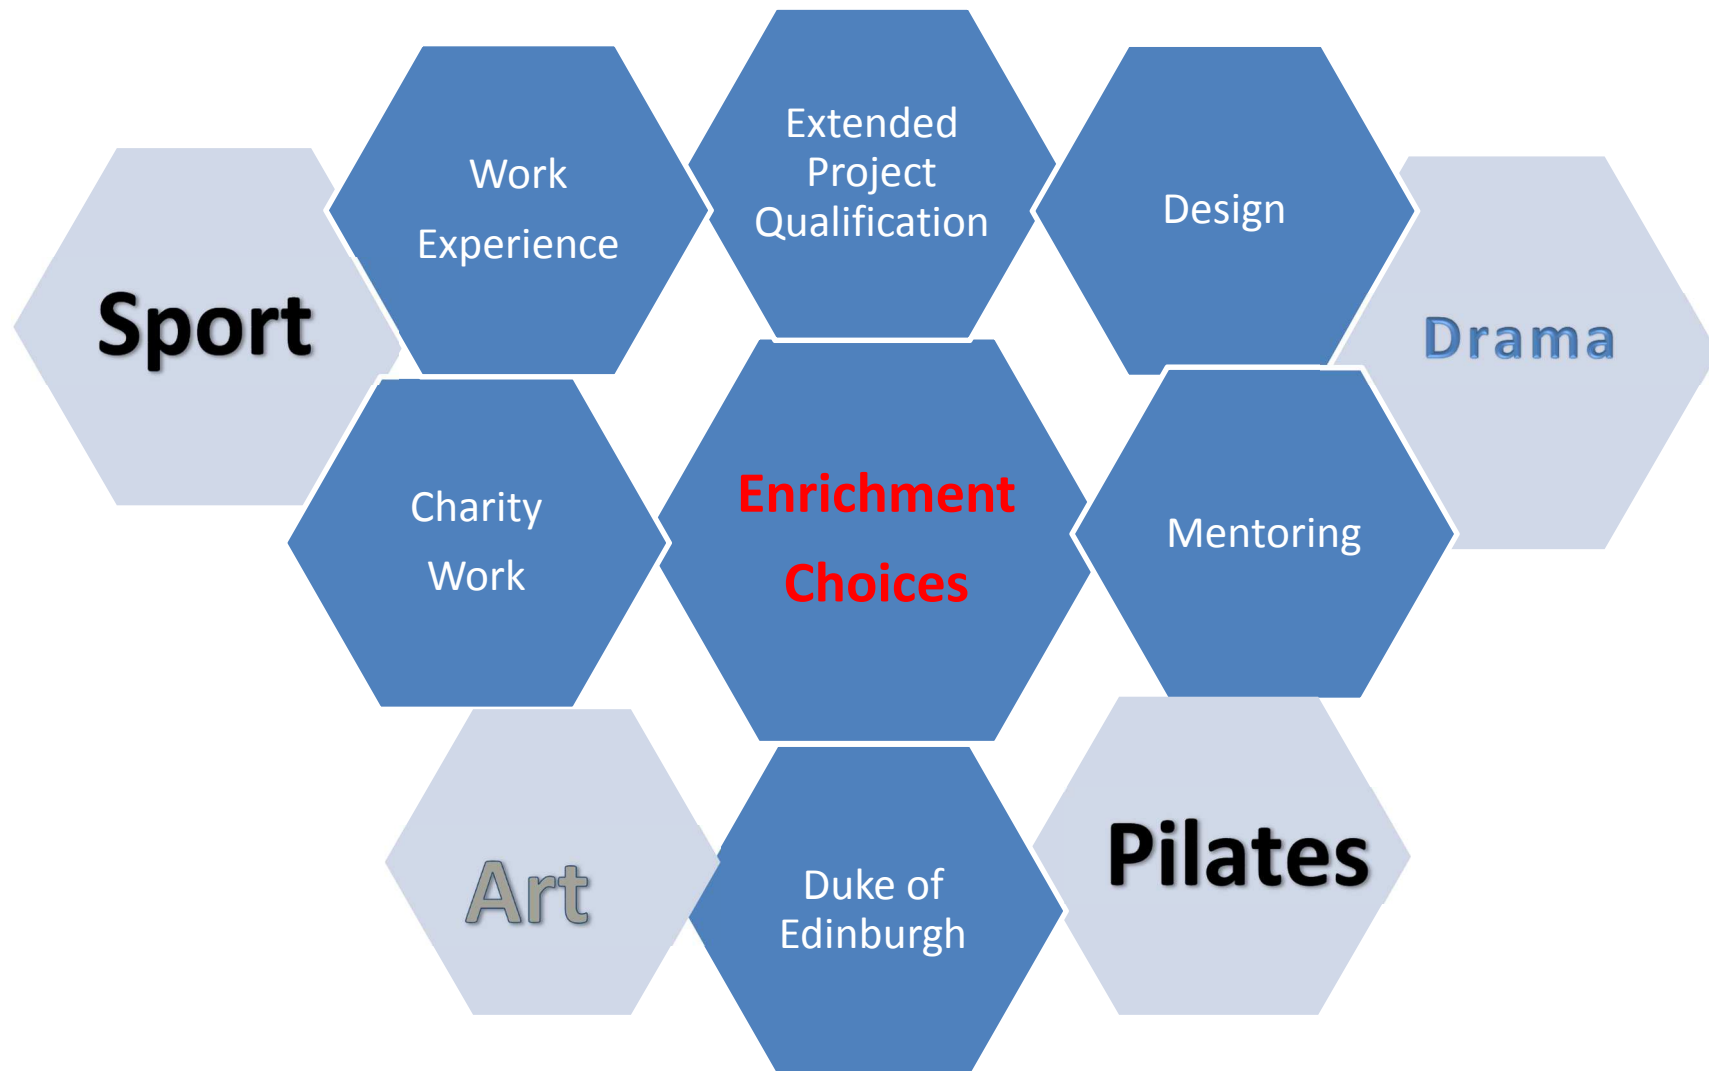 Extended
Project
Qualification
Work
Experience
Design
Sport
Drama
Enrichment
Choices
Charity
Work
Mentoring
Art
Duke of
Edinburgh
Pilates